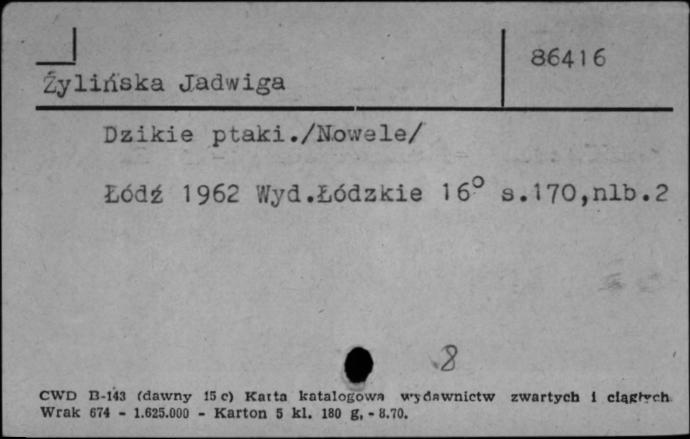 86416
Żylińska Jadwiga
Dzikie ptaki./Nowele/
Łódź 1962 Wyd.Łódzkie 16° s.170,nlb.2
8
CWD B-143 (dawny 15 c) Karta katalogowa wydawnictw zwartych i ciągłych
Wrak 674 - 1.625.000 - Karton 5 kl. 180 g, - 8.70.